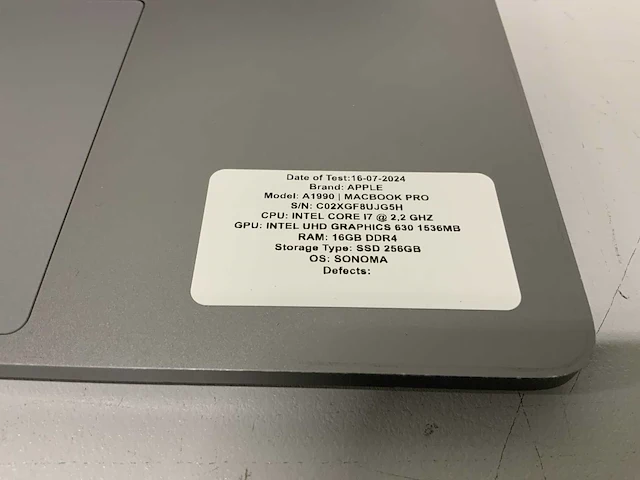 Date of Test:16-07-2024
Brand: APPLE
Model: A1990 | MACBOOK PRO
S/N: C02XGF8UJG5H
CPU: INTEL CORE I7 @ 2,2 GHZ
GPU: INTEL UHD GRAPHICS 630 1536MB
RAM: 16GB DDR4
Storage Type: SSD 256GB
OS: SONOMA
Defects: